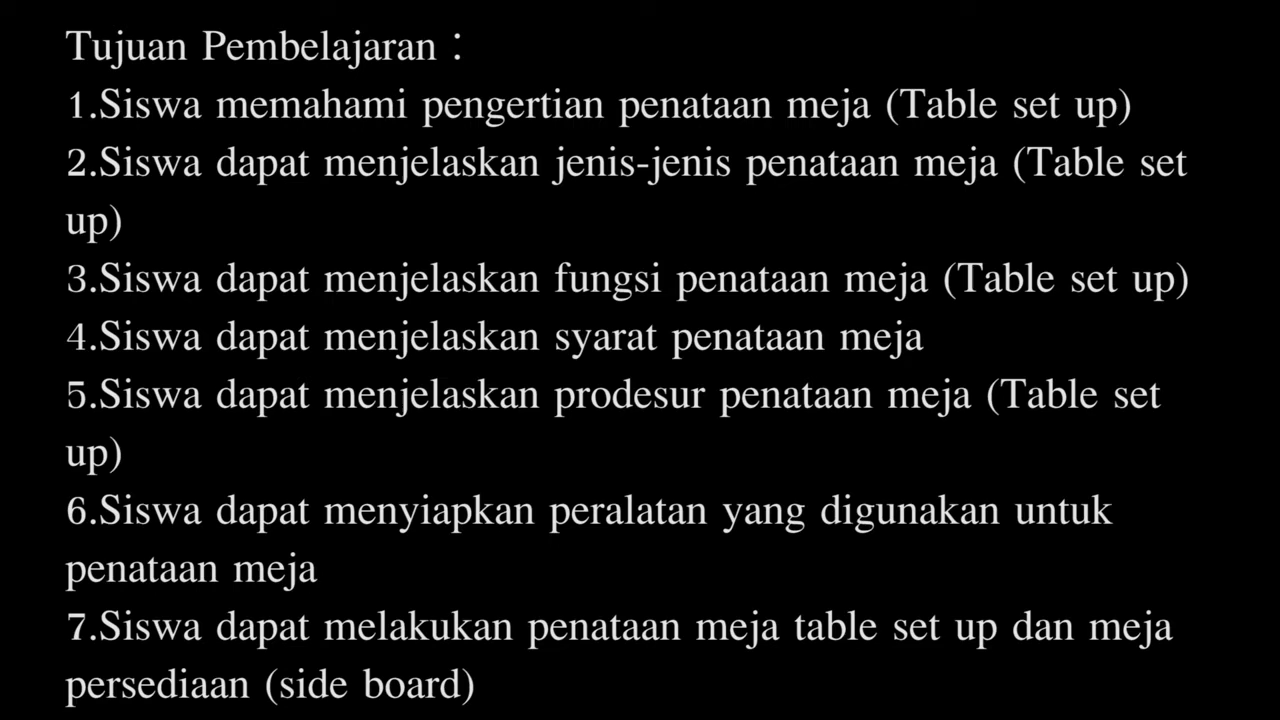 Tujuan Pembelajaran :
1.Siswa memahami pengertian penataan meja (Table set up)
2.Siswa dapat menjelaskan jenis-jenis penataan meja (Table set
up)
3.Siswa dapat menjelaskan fungsi penataan meja (Table set up)
4.Siswa dapat menjelaskan syarat penataan meja
5.Siswa dapat menjelaskan prodesur penataan meja (Table set
up)
6.Siswa dapat menyiapkan peralatan yang digunakan untuk
penataan meja
7.Siswa dapat melakukan penataan meja table set up dan meja
persediaan (side board)